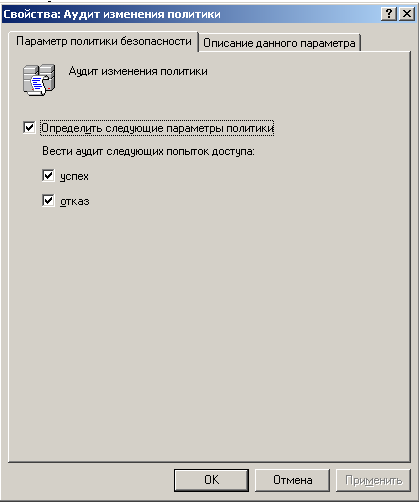 Свойства: Аудит изменения политики
Параметр политики безопасности
Описание данного параметра
Аудит изменения политики
Определить следующие параметры политики
Вести аудит следующих попыток доступа:
успех
отказ
OK
Отмена
Применить